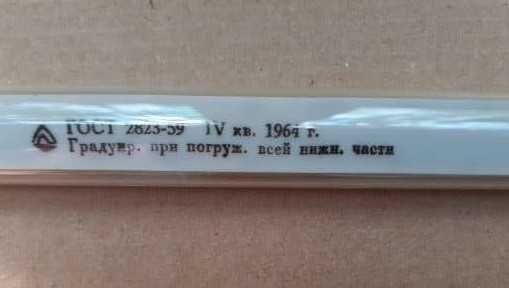 ГОСТ 2823-59 IV кв. 1964 г.
Градуир. при погруж. всей нижн. части